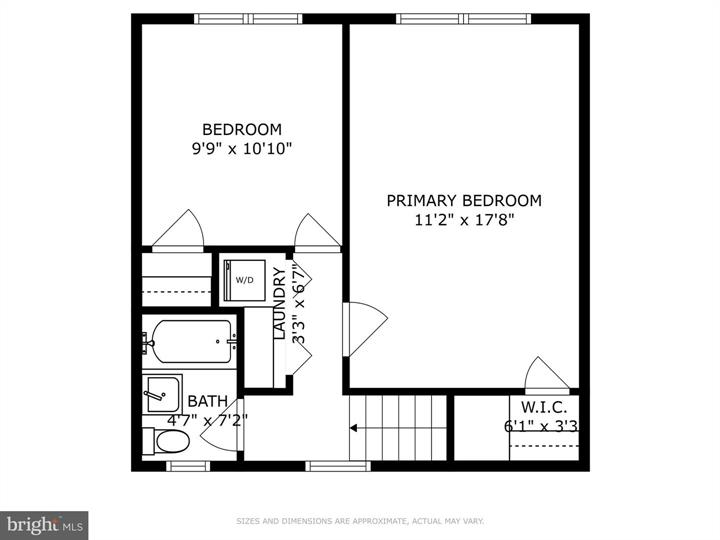 BEDROOM
9'9" x 10'10"
PRIMARY BEDROOM
11'2" x 17'8"
W/D
LAUNDRY
3'3" x 6'7"
BATH
4'7" x 7'2"
W.I.C.
6'1" x 3'3
bright MLS
SIZES AND DIMENSIONS ARE APPROXIMATE, ACTUAL MAY VARY.